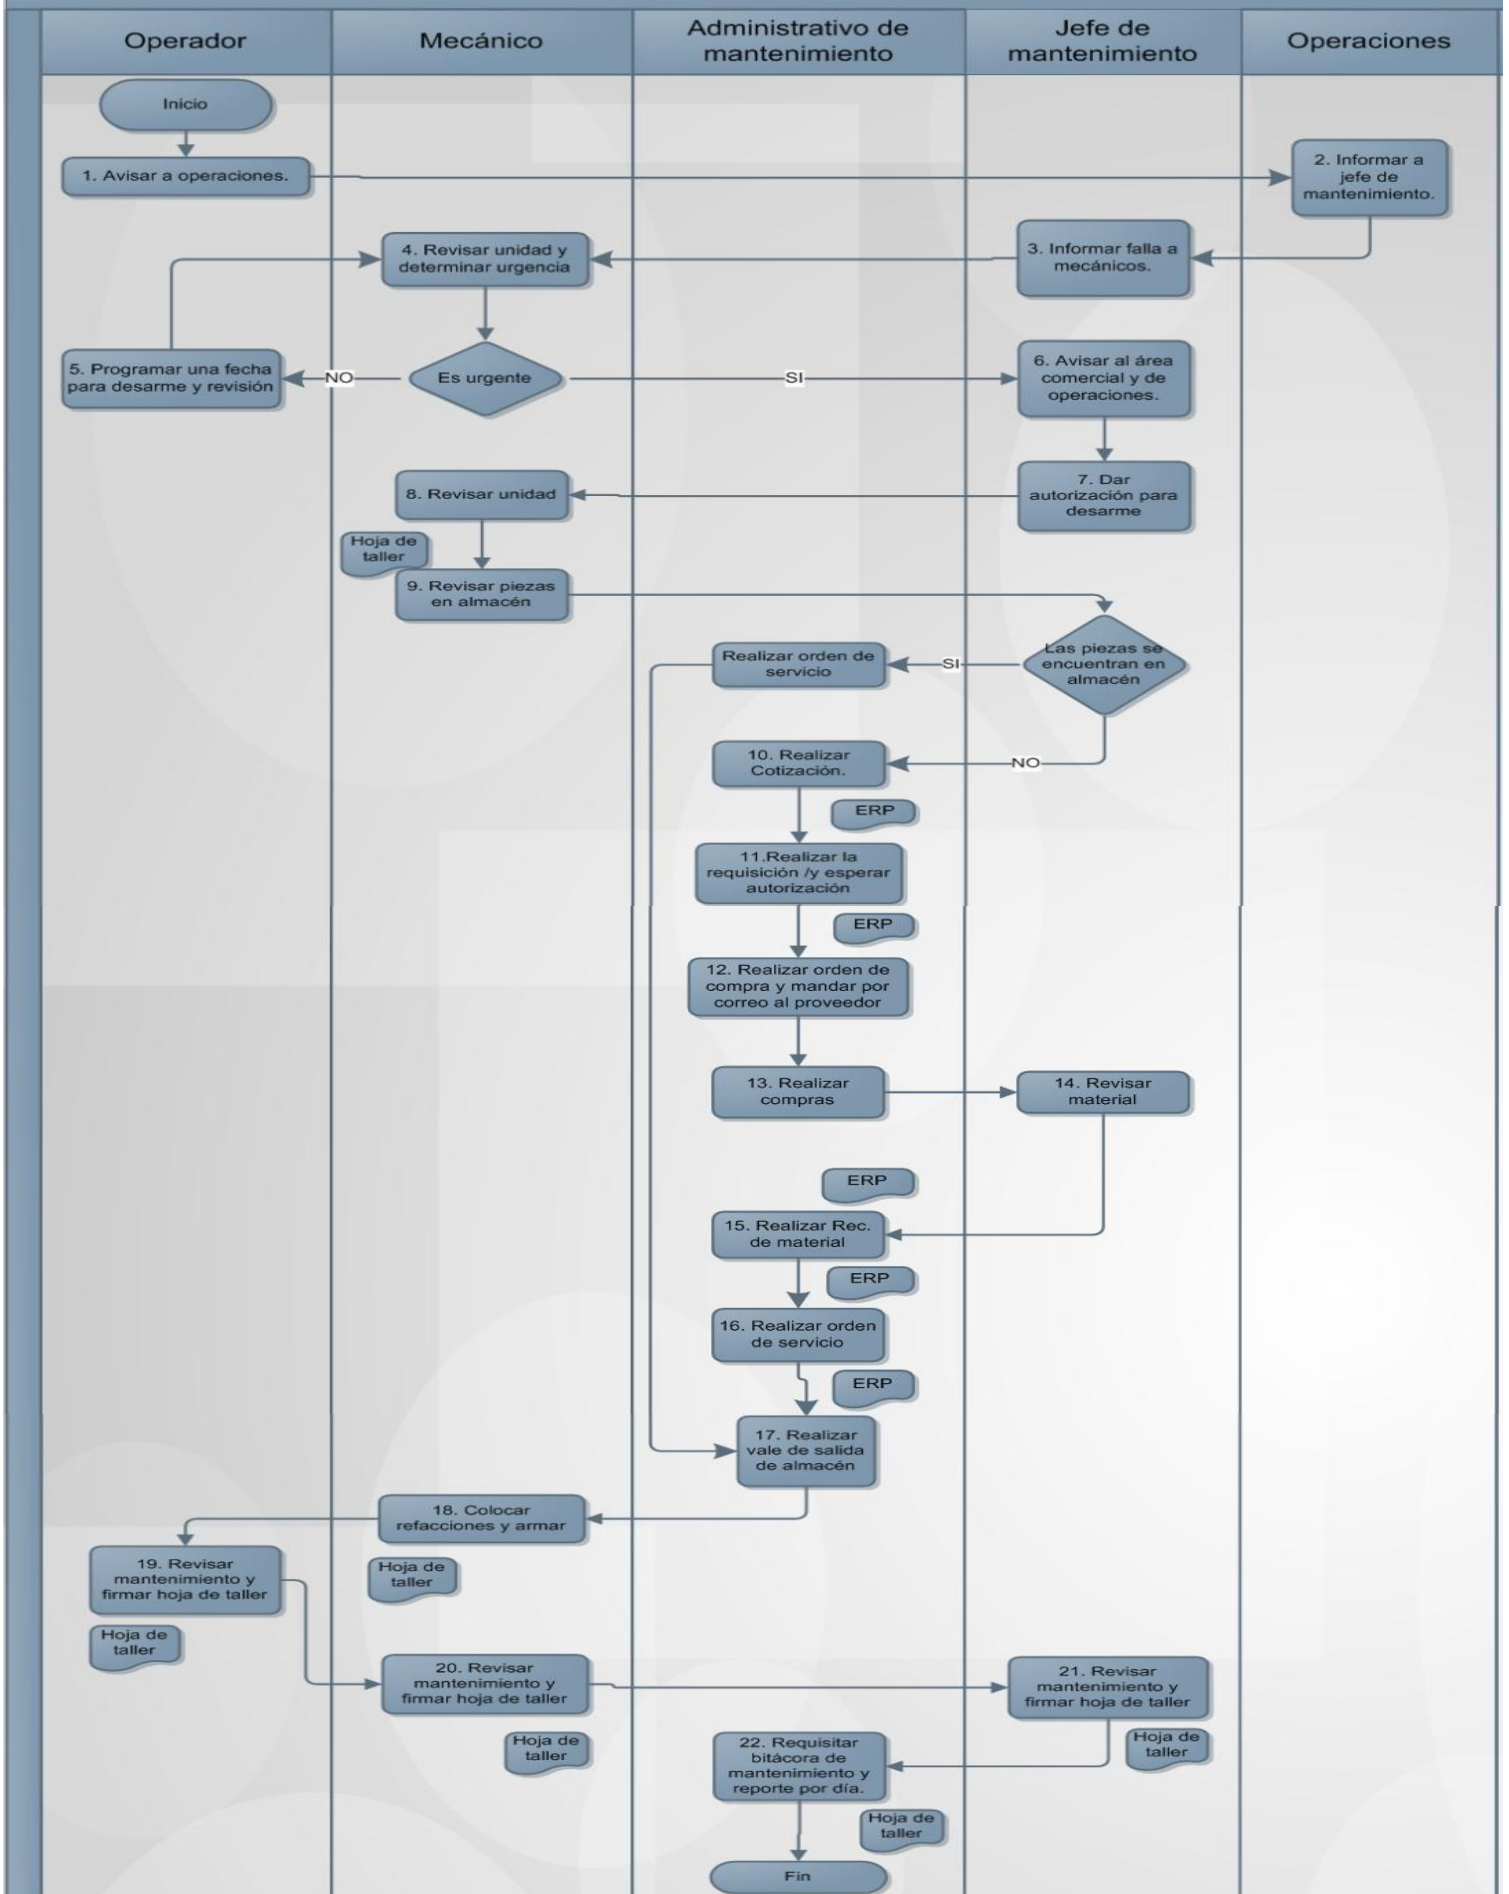 Operador
Mecánico
Administrativo de
mantenimiento
Jefe de
mantenimiento
Operaciones
Inicio
1. Avisar a operaciones.
2. Informar a
jefe de
mantenimiento.
3. Informar falla a
mecánicos.
4. Revisar unidad y
determinar urgencia
5. Programar una fecha
para desarme y revisión
NO
Es urgente
SI
6. Avisar al área
comercial y de
operaciones.
7. Dar
autorización para
desarme
8. Revisar unidad
Hoja de
taller
9. Revisar piezas
en almacén
Las piezas se
encuentran en
almacén
SI
Realizar orden de
servicio
NO
10. Realizar
Cotización.
ERP
11.Realizar la
requisición /y esperar
autorización
ERP
12. Realizar orden de
compra y mandar por
correo al proveedor
13. Realizar
compras
14. Revisar
material
ERP
15. Realizar Rec.
de material
ERP
16. Realizar orden
de servicio
ERP
17. Realizar
vale de salida
de almacén
18. Colocar
refacciones y armar
Hoja de
taller
19. Revisar
mantenimiento y
firmar hoja de taller
Hoja de
taller
20. Revisar
mantenimiento y
firmar hoja de taller
Hoja de
taller
21. Revisar
mantenimiento y
firmar hoja de taller
Hoja de
taller
22. Requisitar
bitácora de
mantenimiento y
reporte por día.
Hoja de
taller
Fin